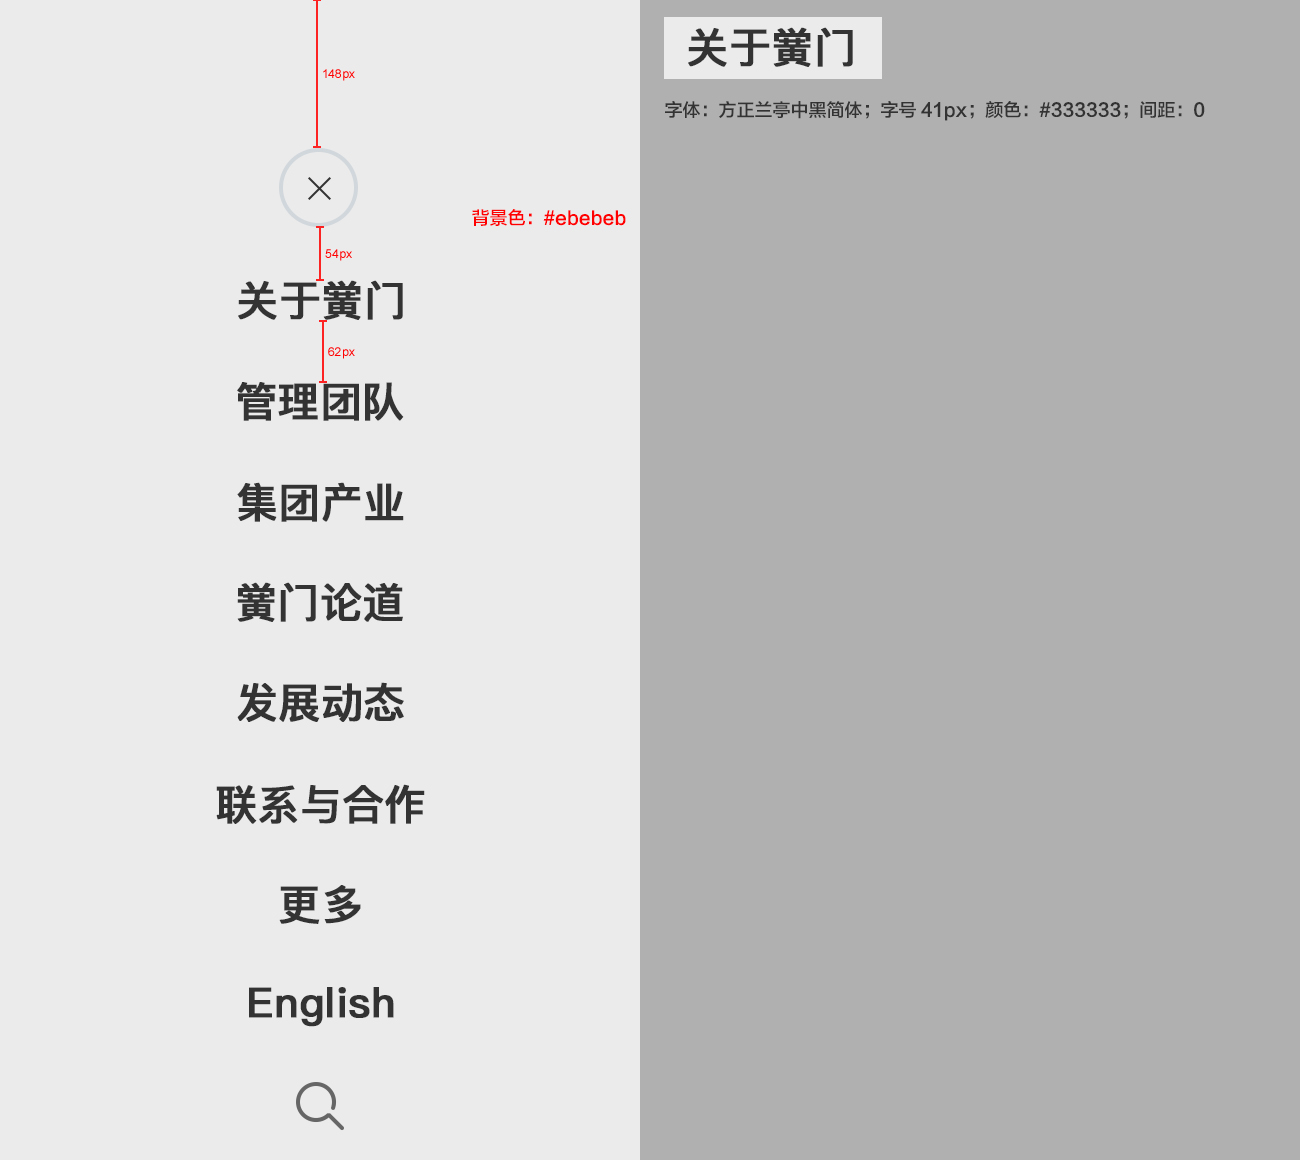 148px
背景色：#ebebeb
54px
关于黉门
62px
管理团队
集团产业
黉门论道
发展动态
联系与合作
更多
English
关于黉门
字体：方正兰亭中黑简体；字号 41px；颜色：#333333；间距：0